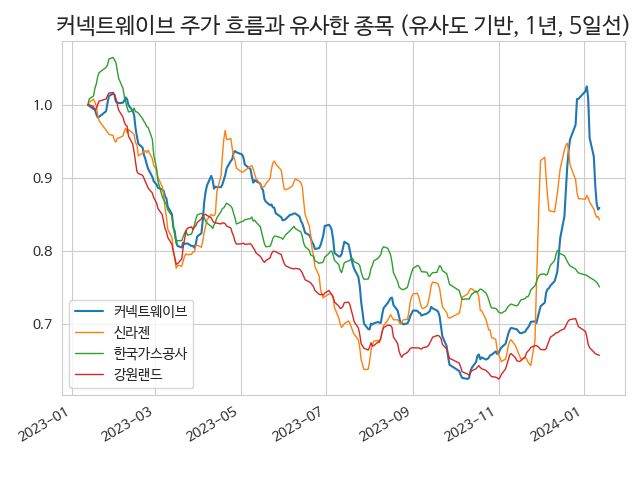 커넥트웨이브 주가 흐름과 유사한 종목 (유사도 기반, 1년, 5일선)
1.0
0.9
0.8
0.7
커넥트웨이브
신라젠
한국가스공사
강원랜드
2023-01
2023-03
2023-05
2023-07
2023-09
2023-11
2024-01